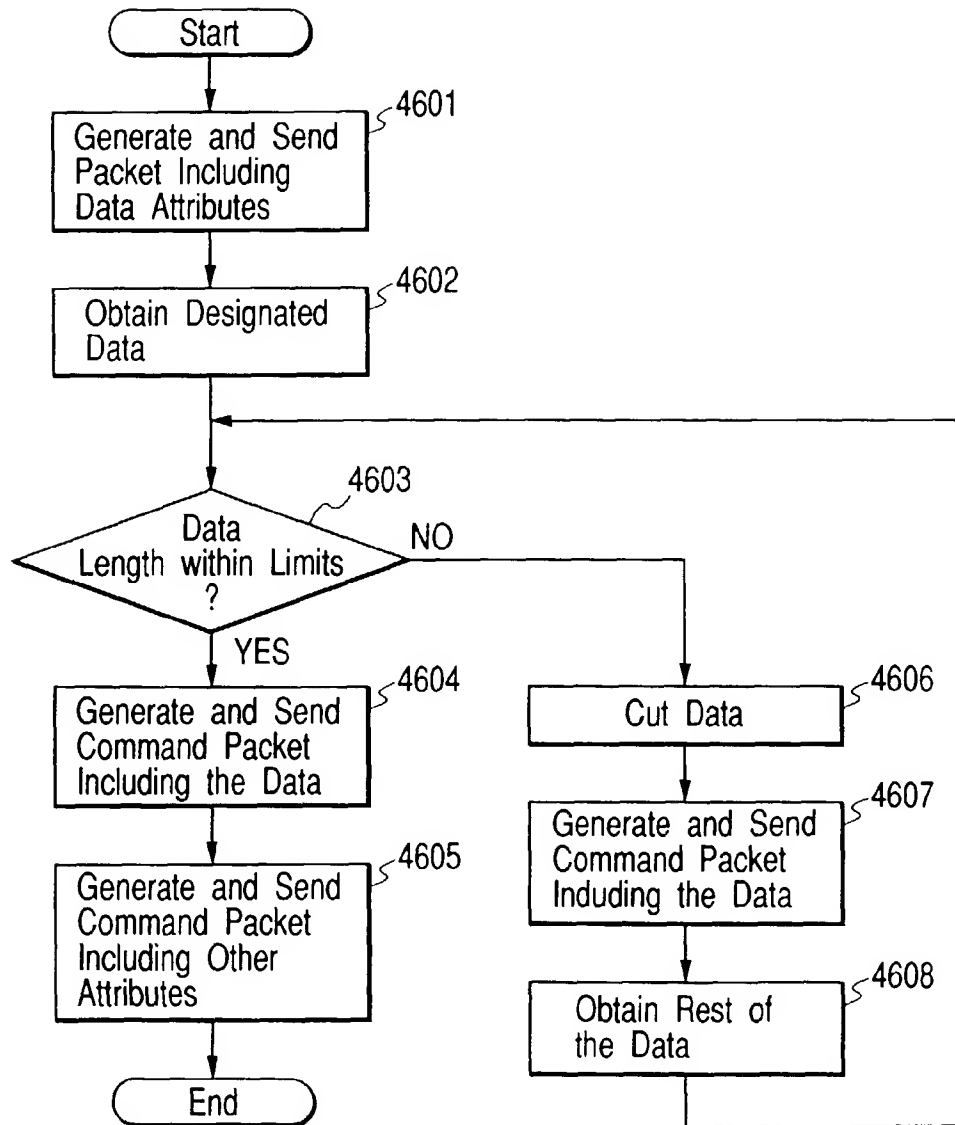 Start
4601
Generate and Send
Packet Including
Data Attributes
4602
Obtain Designated
Data
4603
Data
Length within Limits
?
NO
YES
4604
Generate and Send
Command Packet
Including the Data
4605
Generate and Send
Command Packet
Including Other
Attributes
End
4606
Cut Data
4607
Generate and Send
Command Packet
Induding the Data
4608
Obtain Rest of
the Data